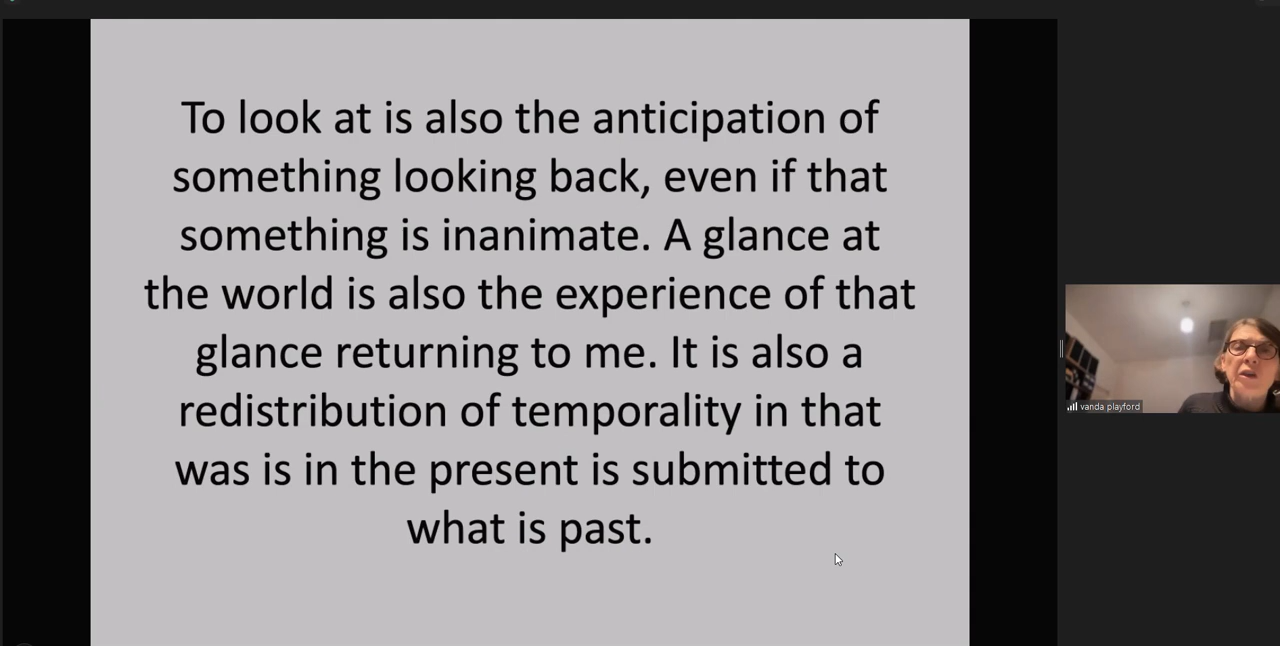 To look at is also the anticipation of
something looking back, even if that
something is inanimate. A glance at
the world is also the experience of that
glance returning to me. It is also a
redistribution of temporality in that
was is in the present is submitted to
what is past.
vanda playford